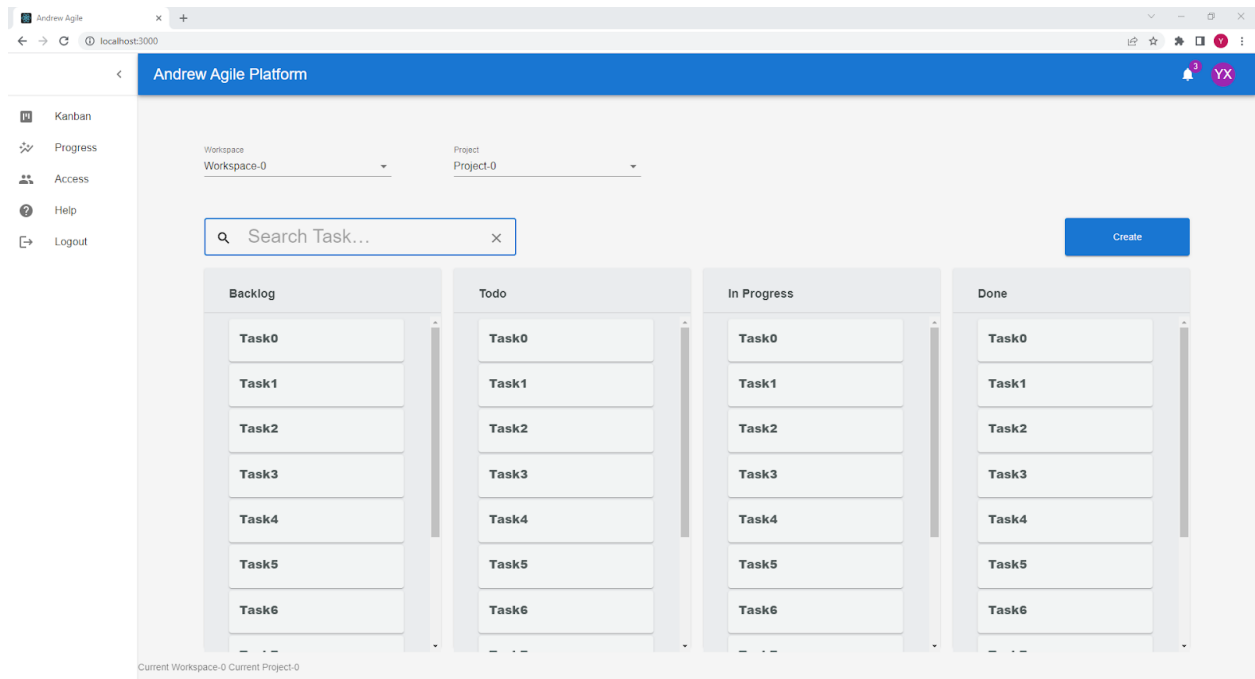 Andrew Agile
localhost:3000
Y
Andrew Agile Platform
3
YX
Kanban
Progress
Access
Help
Logout
Workspace
Workspace-0
Project
Project-0
Search Task...
Create
Backlog
Task0
Task1
Task2
Task3
Task4
Task5
Task6
Todo
Task0
Task1
Task2
Task3
Task4
Task5
Task6
In Progress
Task0
Task1
Task2
Task3
Task4
Task5
Task6
Done
Task0
Task1
Task2
Task3
Task4
Task5
Task6
Current Workspace-0 Current Project-0